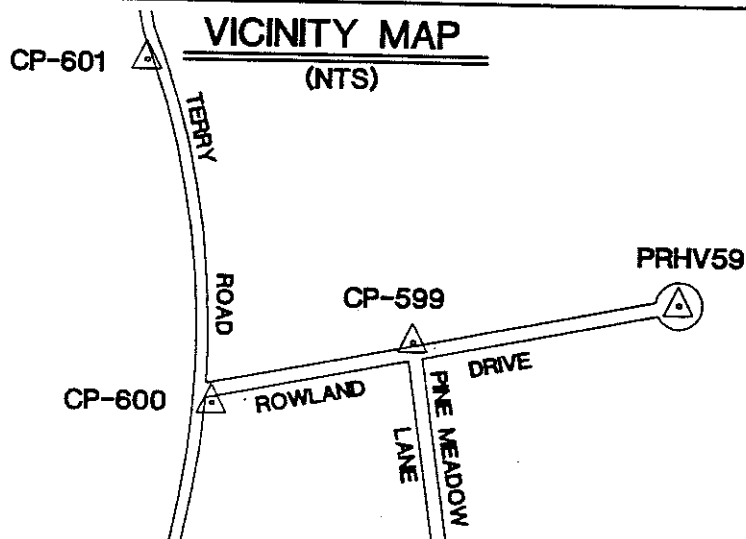 VICINITY MAP
(NTS)
CP-601
TERRY
ROAD
PRHV59
CP-599
CP-600
ROWLAND
DRIVE
PINE MEADOW
LANE